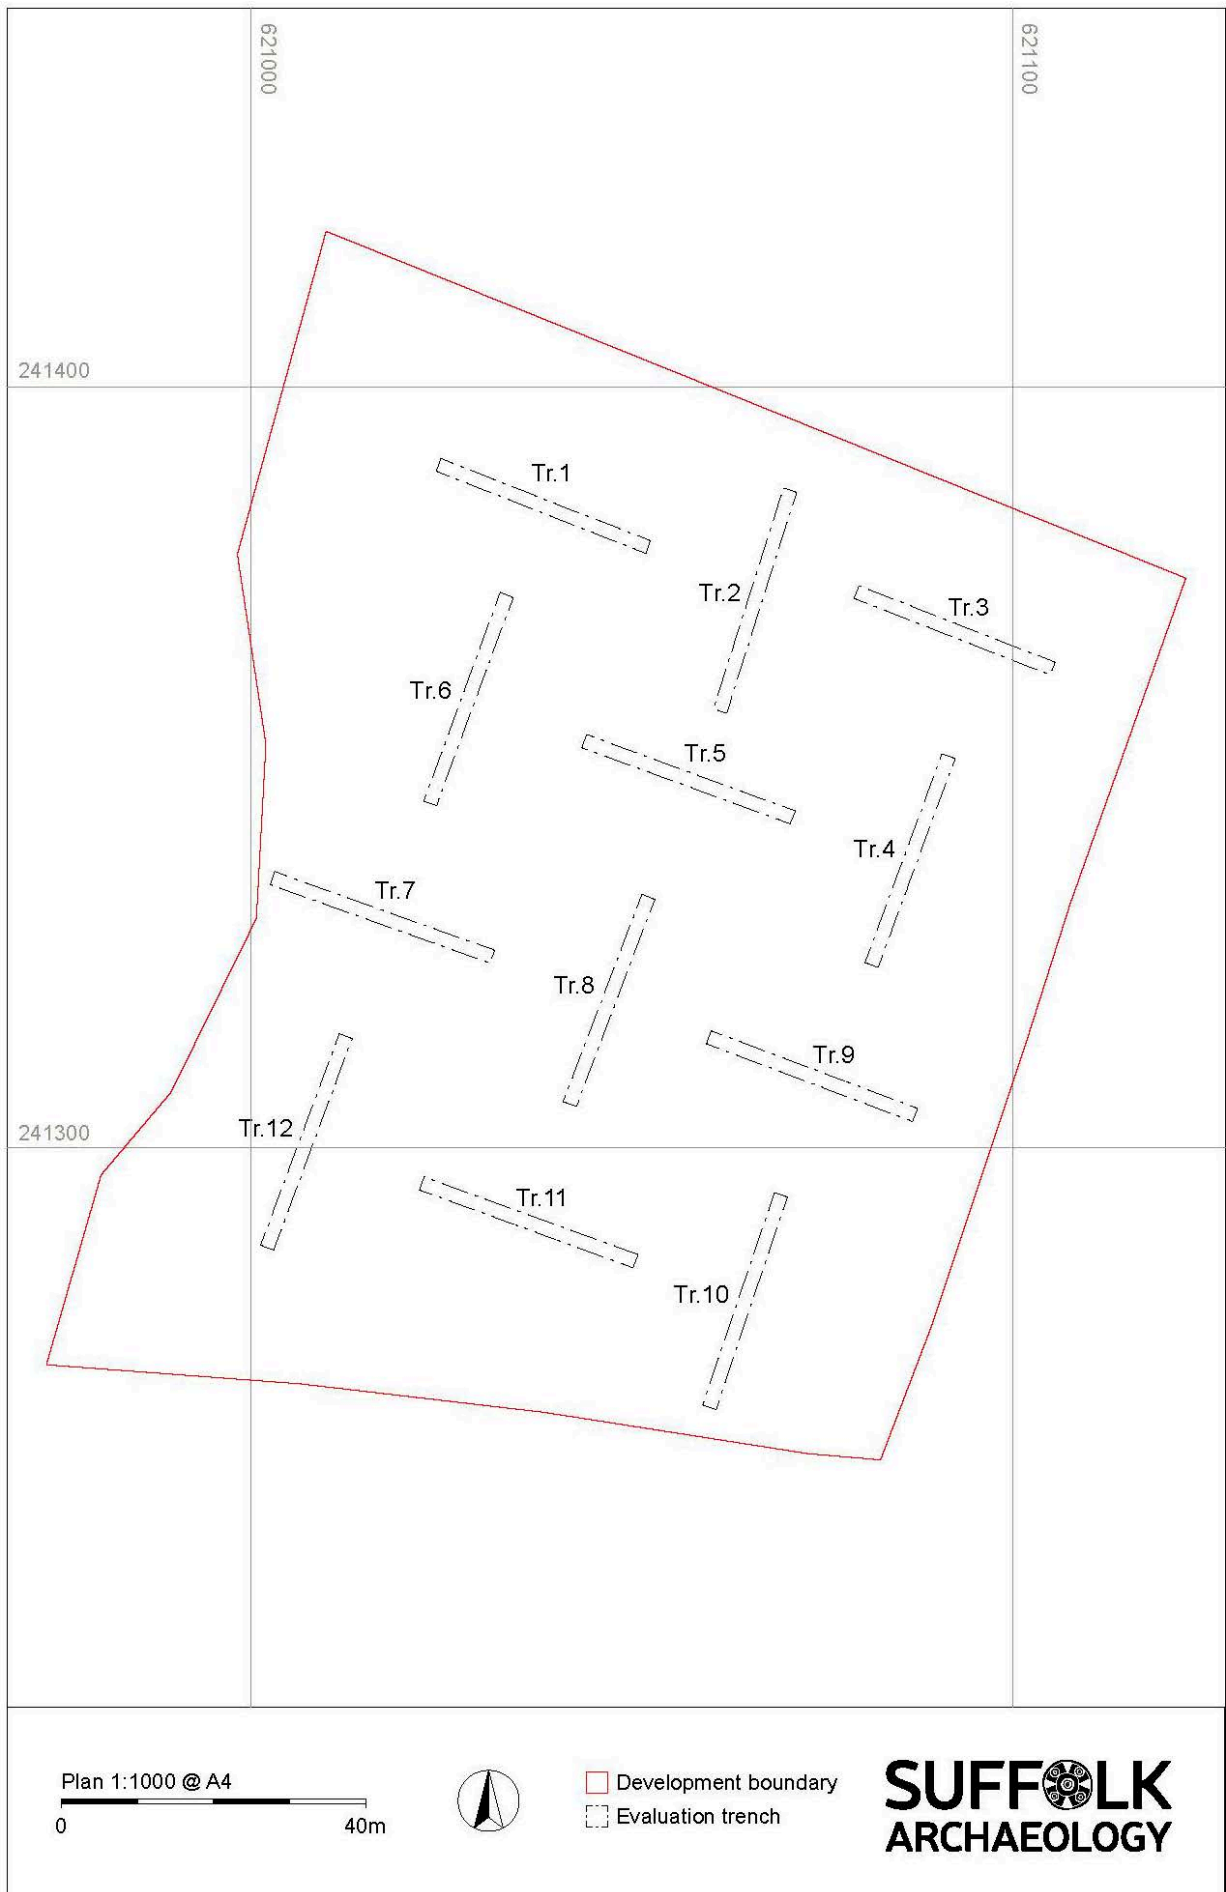 621000
621100
241400
Tr.1
Tr.2
Tr.3
Tr.6
Tr.5
Tr.4
Tr.7
Tr.8
Tr.9
241300
Tr.12
Tr.11
Tr.10
Plan 1:1000 @ A4
0 40m
Development boundary
Evaluation trench
SUFFOLK
ARCHAEOLOGY